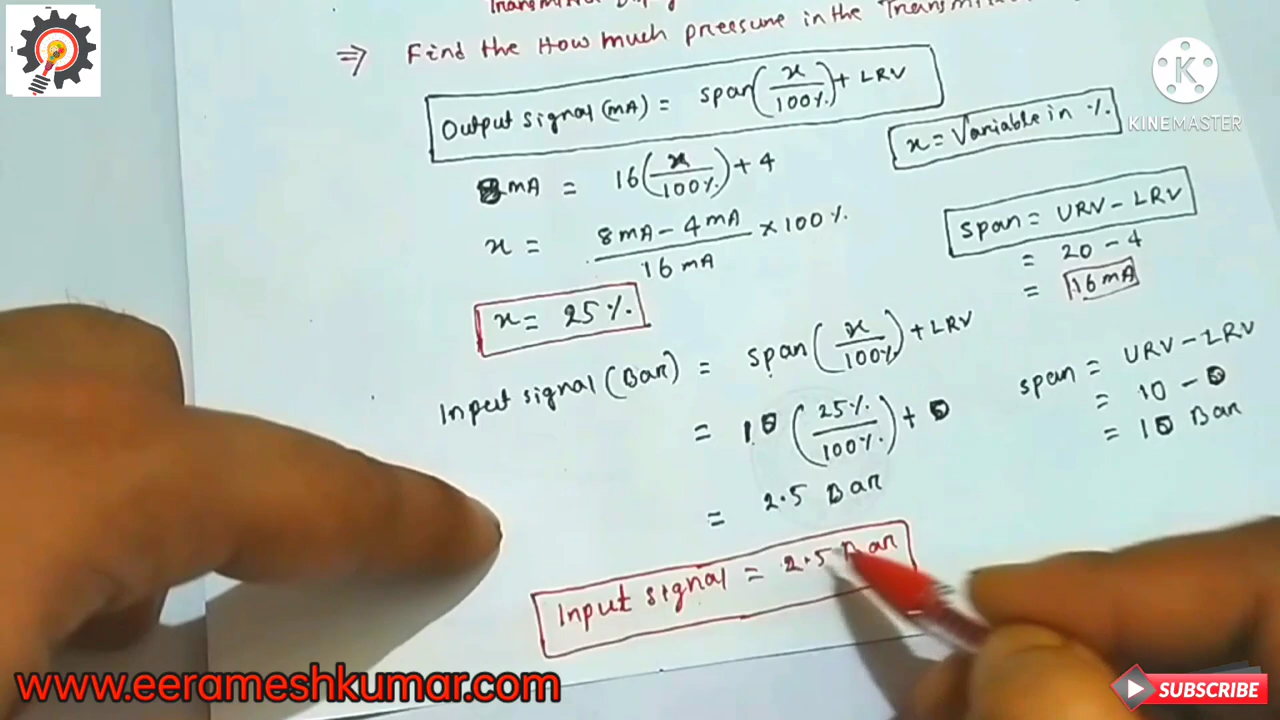 ⇒ Find the How much preesure in the Transmit
Output signal (mA) = span(x/100%) + LRV
x = Variable in %
8mA = 16(x/100%) + 4
x = 8mA - 4mA/16mA × 100%
span = URV - LRV
= 20 - 4
= 16mA
x = 25%
Input signal (Bar) = span(x/100%) + LRV
= 10(25%/100%) + 0
= 2.5 Bar
span = URV - LRV
= 10 - 0
= 10 Bar
Input signal = 2.5 Bar
KINEMASTER
www.eerameshkumar.com
SUBSCRIBE